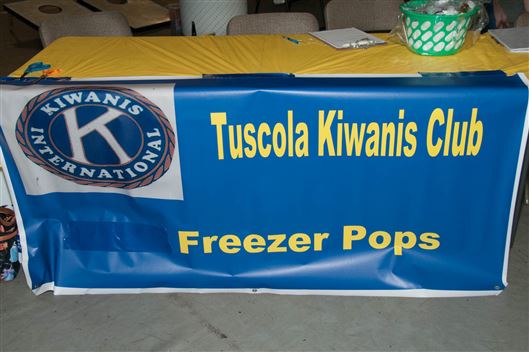 KIWANIS
K
INTERNATIONAL
Tuscola Kiwanis Club
Freezer Pops